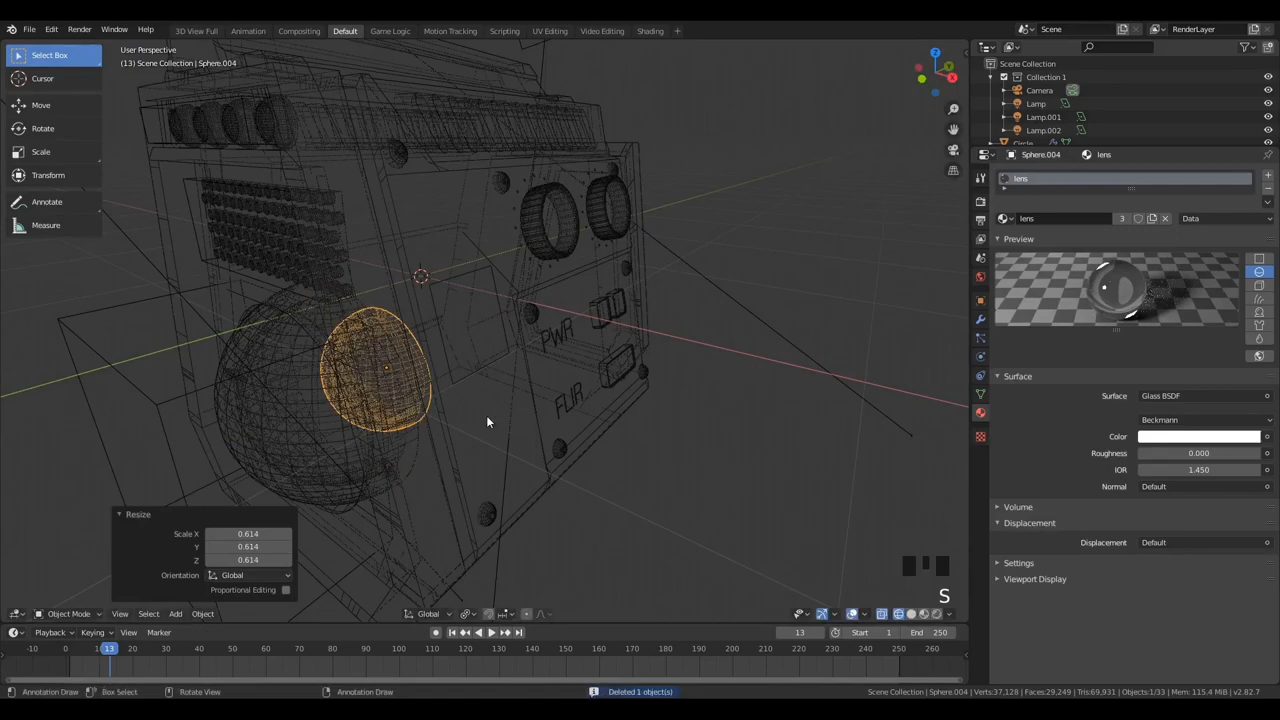 File Edit Render Window Help
3D View Full Animation Compositing Default Game Logic Motion Tracking Scripting UV Editing Video Editing Shading +
Scene RenderLayer
Select Box
Cursor
Move
Rotate
Scale
Transform
Annotate
Measure
User Perspective
(13) Scene Collection | Sphere.004
Z
Y
X
PWR
FLIR
Scene Collection
Collection 1
Camera
Lamp
Lamp.001
Lamp.002
Circle
Sphere.004 lens
lens
lens 3 Data
Preview
Surface
Surface Glass BSDF
Beckmann
Color
Roughness 0.000
IOR 1.450
Normal Default
Volume
Displacement
Displacement Default
Settings
Viewport Display
Resize
Scale X 0.614
Y 0.614
Z 0.614
Orientation Global
Proportional Editing
S
Object Mode View Select Add Object Global
Playback Keying View Marker 13 Start 1 End 250
-10 0 13 20 30 40 50 60 70 80 90 100 110 120 130 140 150 160 170 180 190 200 210 220 230 240 250 260
Annotation Draw Box Select Rotate View Annotation Draw Deleted 1 object(s) Scene Collection | Sphere.004 | Verts:37,128 | Faces:29,249 | Tris:69,931 | Objects:1/33 | Mem: 115.4 MiB | v2.82.7